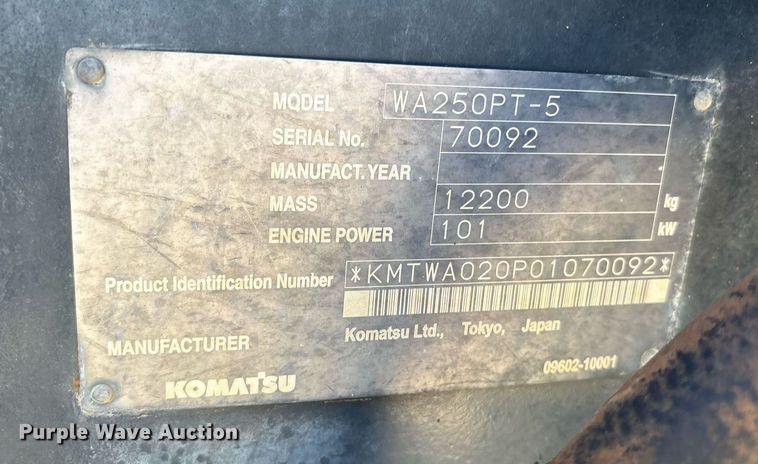 MODEL WA250PT-5
SERIAL No. 70092
MANUFACT. YEAR
MASS 12200 kg
ENGINE POWER 101 kW
Product Identification Number *KMTWA020P01070092*
MANUFACTURER Komatsu Ltd., Tokyo, Japan
KOMATSU 09602-10001
Purple Wave Auction